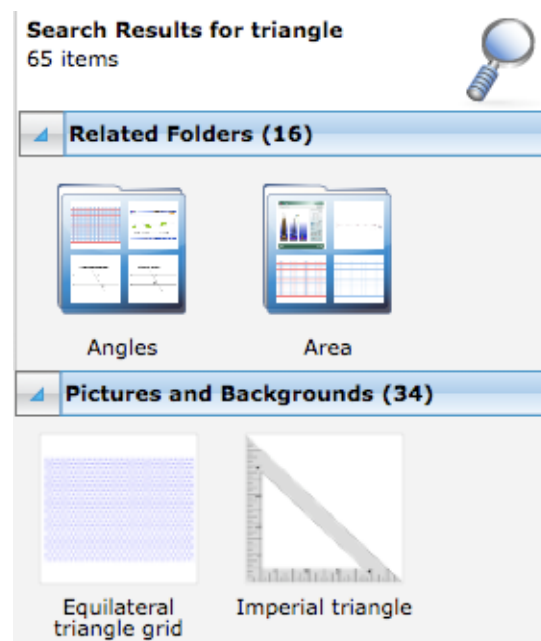 Search Results for triangle
65 items
Related Folders (16)
Angles
Area
Pictures and Backgrounds (34)
Equilateral
triangle grid
Imperial triangle